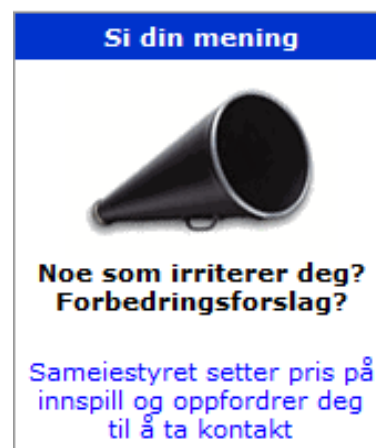 Si din mening
Noe som irriterer deg?
Forbedringsforslag?
Sameiestyret setter pris på
innspill og oppfordrer deg
til å ta kontakt